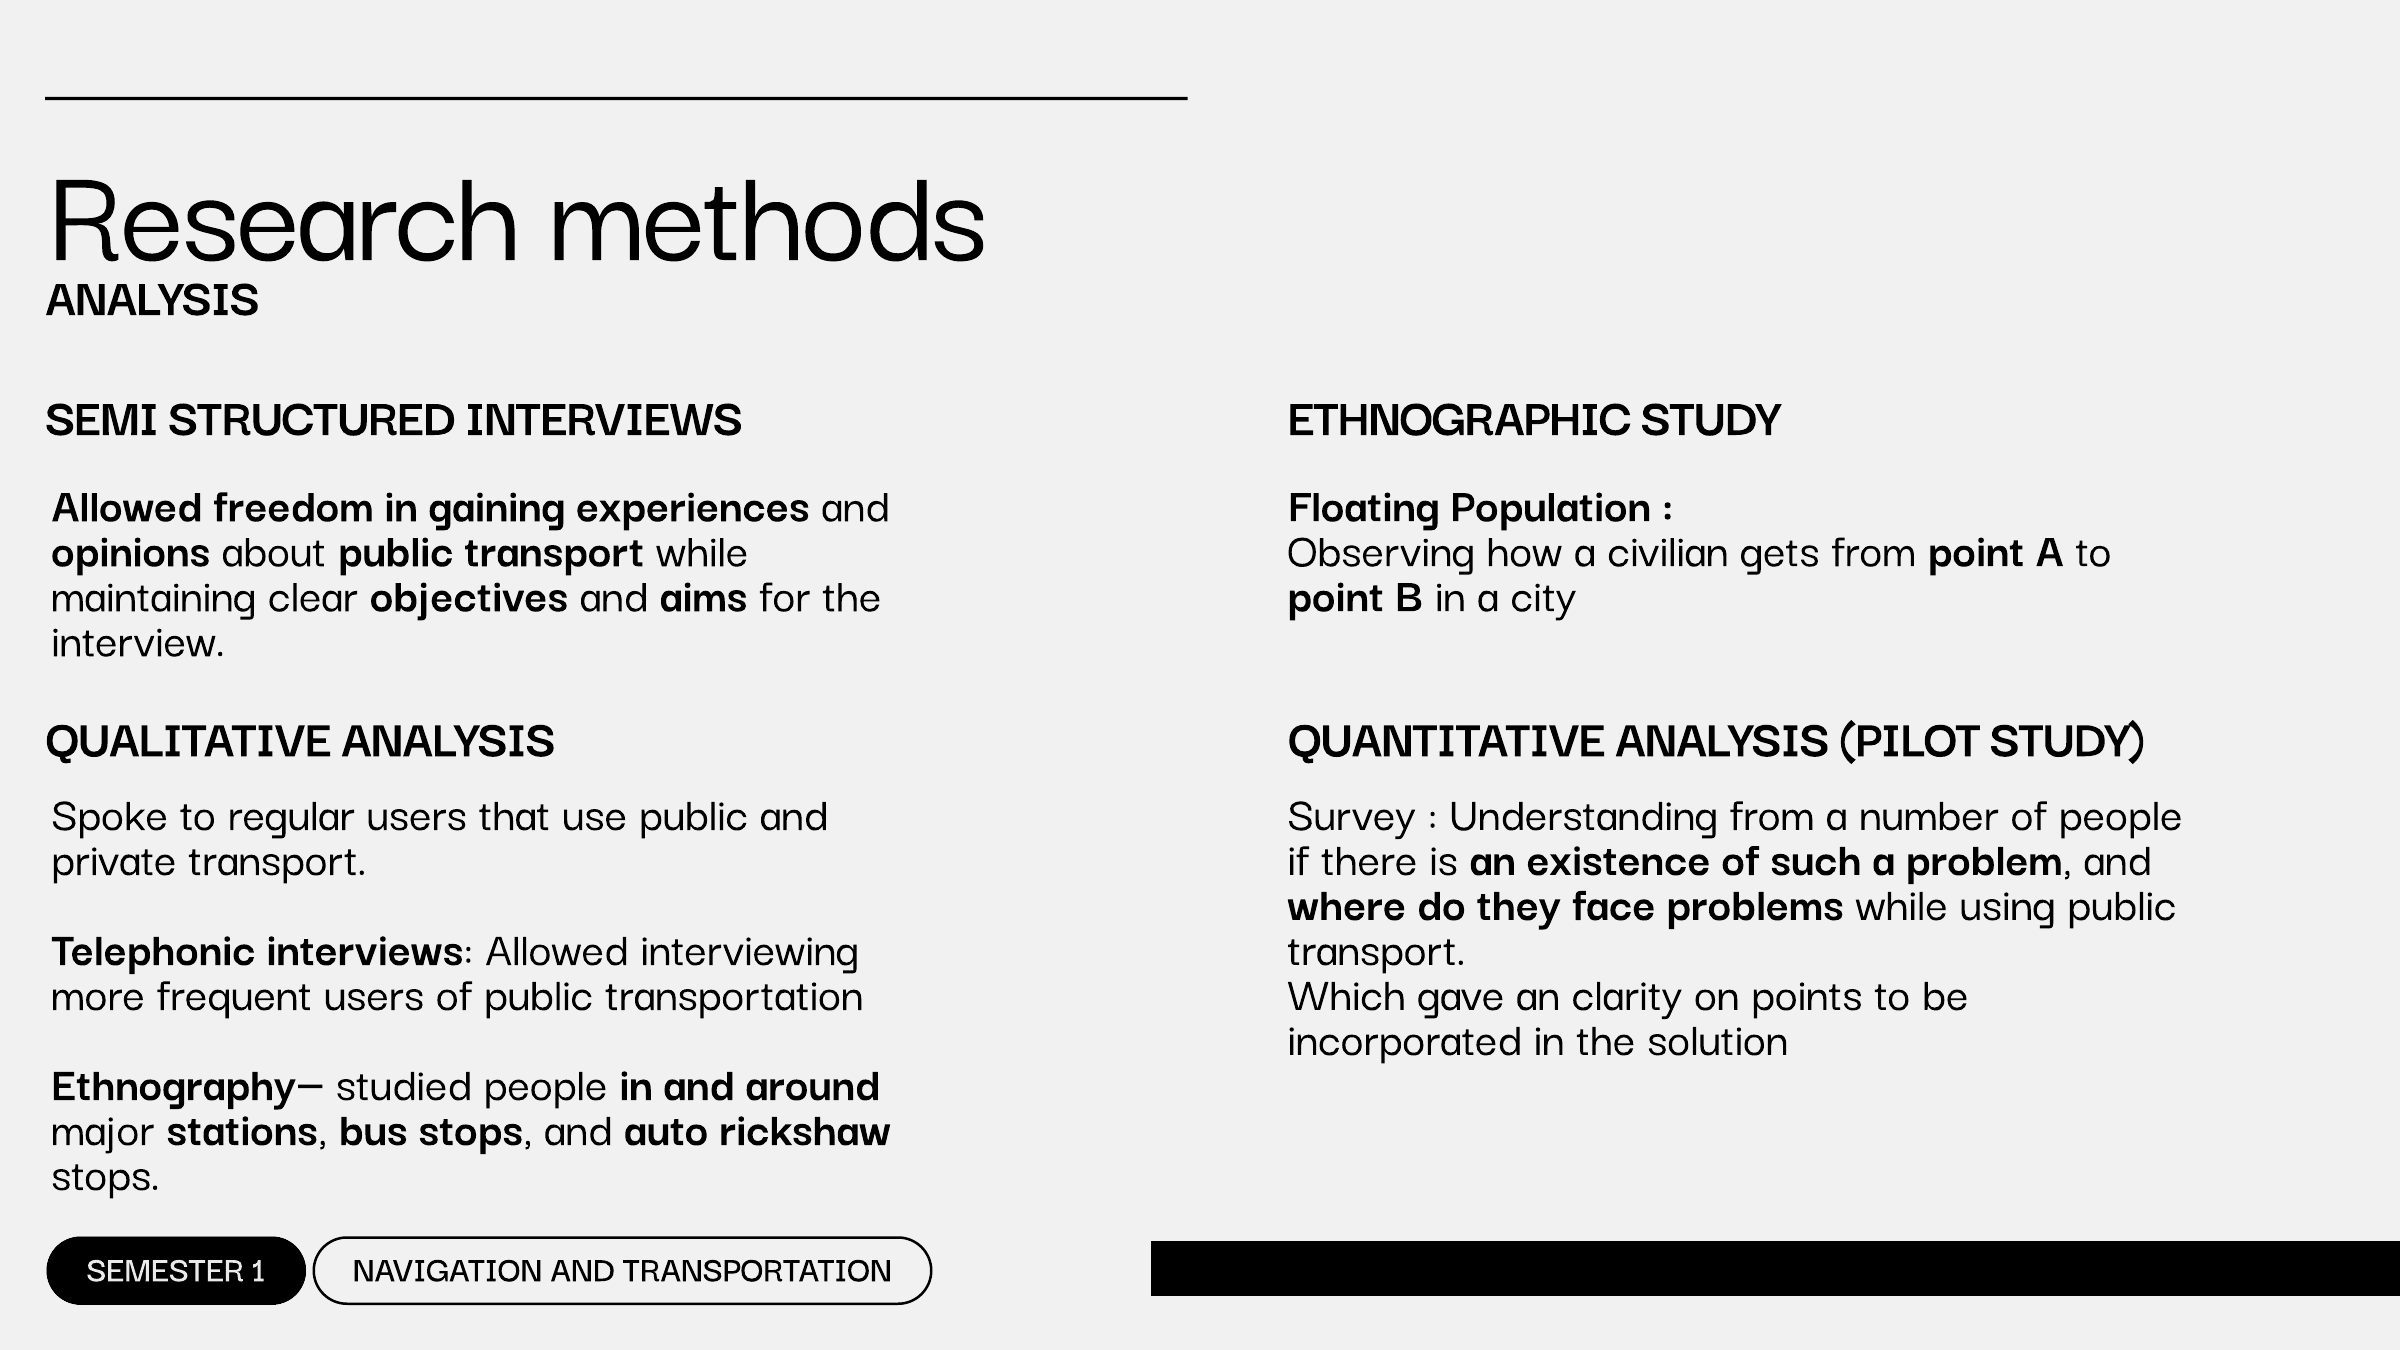 Research methods
ANALYSIS
SEMI STRUCTURED INTERVIEWS
Allowed freedom in gaining experiences and
opinions about public transport while
maintaining clear objectives and aims for the
interview.
QUALITATIVE ANALYSIS
Spoke to regular users that use public and
private transport.
Telephonic interviews: Allowed interviewing
more frequent users of public transportation
Ethnography— studied people in and around
major stations, bus stops, and auto rickshaw
stops.
ETHNOGRAPHIC STUDY
Floating Population :
Observing how a civilian gets from point A to
point B in a city
QUANTITATIVE ANALYSIS (PILOT STUDY)
Survey : Understanding from a number of people
if there is an existence of such a problem, and
where do they face problems while using public
transport.
Which gave an clarity on points to be
incorporated in the solution
SEMESTER 1
NAVIGATION AND TRANSPORTATION